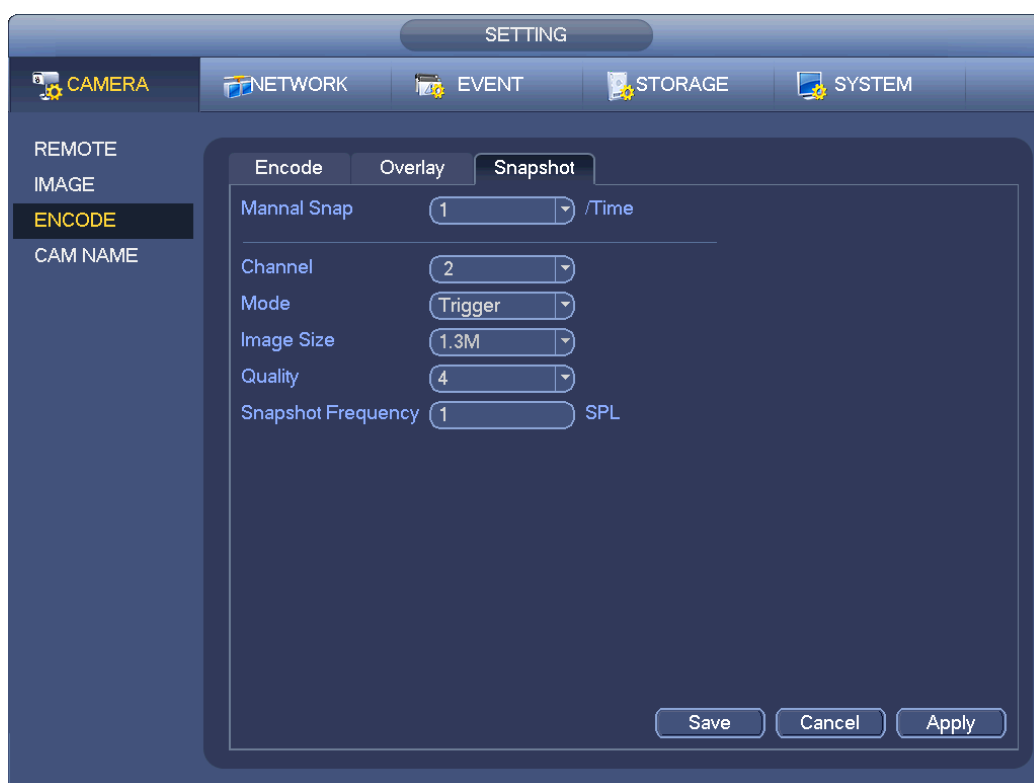 SETTING
CAMERA NETWORK EVENT STORAGE SYSTEM
REMOTE
IMAGE
ENCODE
CAM NAME
Encode Overlay Snapshot
Mannal Snap 1 /Time
Channel 2
Mode Trigger
Image Size 1.3M
Quality 4
Snapshot Frequency 1 SPL
Save Cancel Apply